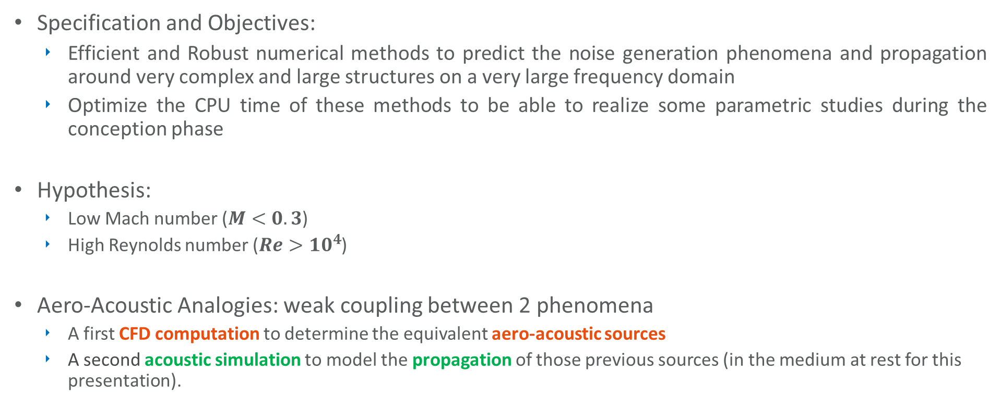 • Specification and Objectives:
‣ Efficient and Robust numerical methods to predict the noise generation phenomena and propagation
around very complex and large structures on a very large frequency domain
‣ Optimize the CPU time of these methods to be able to realize some parametric studies during the
conception phase
• Hypothesis:
‣ Low Mach number (M < 0.3)
‣ High Reynolds number (Re > 10⁴)
• Aero-Acoustic Analogies: weak coupling between 2 phenomena
‣ A first CFD computation to determine the equivalent aero-acoustic sources
‣ A second acoustic simulation to model the propagation of those previous sources (in the medium at rest for this
presentation).